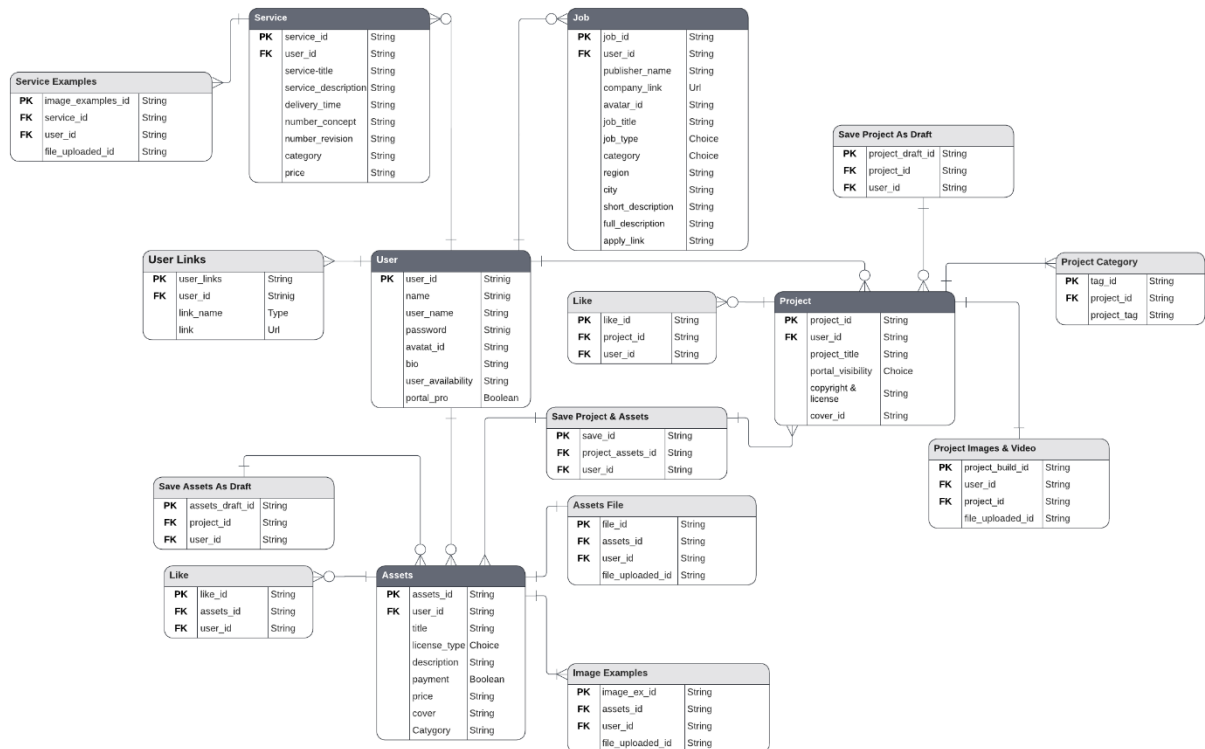 Service
PK service_id String
FK user_id String
service-title String
service_description String
delivery_time String
number_concept String
number_revision String
category String
price String
Job
PK job_id String
FK user_id String
publisher_name String
company_link Url
avatar_id String
job_title String
job_type Choice
category Choice
region String
city String
short_description String
full_description String
apply_link String
Service Examples
PK image_examples_id String
FK service_id String
FK user_id String
file_uploaded_id String
Save Project As Draft
PK project_draft_id String
FK project_id String
FK user_id String
User Links
PK user_links String
FK user_id Strinig
link_name Type
link Url
User
PK user_id Strinig
name Strinig
user_name String
password Strinig
avatat_id String
bio String
user_availability String
portal_pro Boolean
Like
PK like_id String
FK project_id String
FK user_id String
Project
PK project_id String
FK user_id String
project_title String
portal_visibility Choice
copyright &
license String
cover_id String
Project Category
PK tag_id String
FK project_id String
project_tag String
Save Project & Assets
PK save_id String
FK project_assets_id String
FK user_id String
Project Images & Video
PK project_build_id String
FK user_id String
FK project_id String
file_uploaded_id String
Save Assets As Draft
PK assets_draft_id String
FK project_id String
FK user_id String
Assets File
PK file_id String
FK assets_id String
FK user_id String
file_uploaded_id String
Like
PK like_id String
FK assets_id String
FK user_id String
Assets
PK assets_id String
FK user_id String
title String
license_type Choice
description String
payment Boolean
price String
cover String
Catygory String
Image Examples
PK image_ex_id String
FK assets_id String
FK user_id String
file_uploaded_id String